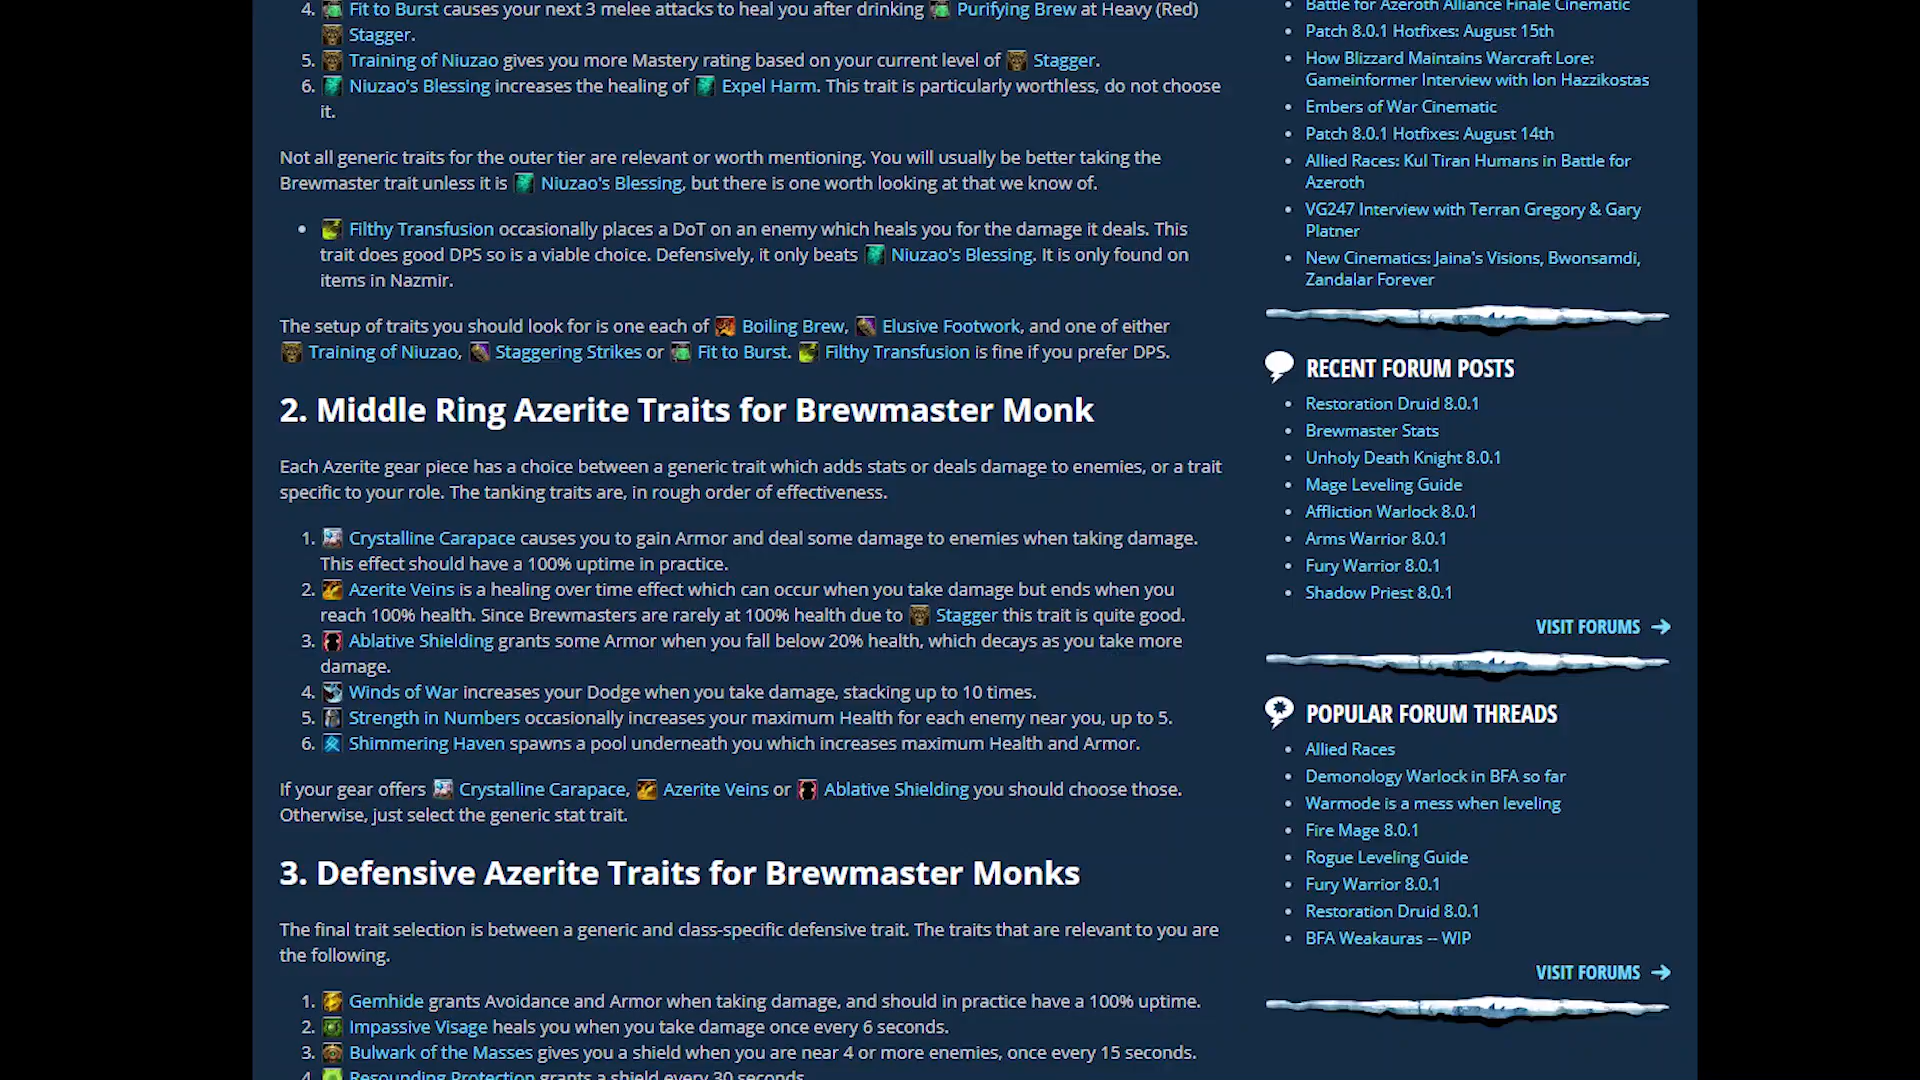 4. Fit to Burst causes your next 3 melee attacks to heal you after drinking Purifying Brew at Heavy (Red)
Stagger.
5. Training of Niuzao gives you more Mastery rating based on your current level of Stagger.
6. Niuzao's Blessing increases the healing of Expel Harm. This trait is particularly worthless, do not choose
it.
Not all generic traits for the outer tier are relevant or worth mentioning. You will usually be better taking the
Brewmaster trait unless it is Niuzao's Blessing, but there is one worth looking at that we know of.
• Filthy Transfusion occasionally places a DoT on an enemy which heals you for the damage it deals. This
trait does good DPS so is a viable choice. Defensively, it only beats Niuzao's Blessing. It is only found on
items in Nazmir.
The setup of traits you should look for is one each of Boiling Brew, Elusive Footwork, and one of either
Training of Niuzao, Staggering Strikes or Fit to Burst. Filthy Transfusion is fine if you prefer DPS.
2. Middle Ring Azerite Traits for Brewmaster Monk
Each Azerite gear piece has a choice between a generic trait which adds stats or deals damage to enemies, or a trait
specific to your role. The tanking traits are, in rough order of effectiveness.
1. Crystalline Carapace causes you to gain Armor and deal some damage to enemies when taking damage.
This effect should have a 100% uptime in practice.
2. Azerite Veins is a healing over time effect which can occur when you take damage but ends when you
reach 100% health. Since Brewmasters are rarely at 100% health due to Stagger this trait is quite good.
3. Ablative Shielding grants some Armor when you fall below 20% health, which decays as you take more
damage.
4. Winds of War increases your Dodge when you take damage, stacking up to 10 times.
5. Strength in Numbers occasionally increases your maximum Health for each enemy near you, up to 5.
6. Shimmering Haven spawns a pool underneath you which increases maximum Health and Armor.
If your gear offers Crystalline Carapace, Azerite Veins or Ablative Shielding you should choose those.
Otherwise, just select the generic stat trait.
3. Defensive Azerite Traits for Brewmaster Monks
The final trait selection is between a generic and class-specific defensive trait. The traits that are relevant to you are
the following.
1. Gemhide grants Avoidance and Armor when taking damage, and should in practice have a 100% uptime.
2. Impassive Visage heals you when you take damage once every 6 seconds.
3. Bulwark of the Masses gives you a shield when you are near 4 or more enemies, once every 15 seconds.
4. Resounding Protection grants a shield every 30 seconds.
• Battle for Azeroth Alliance Finale Cinematic
• Patch 8.0.1 Hotfixes: August 15th
• How Blizzard Maintains Warcraft Lore:
Gameinformer Interview with Ion Hazzikostas
• Embers of War Cinematic
• Patch 8.0.1 Hotfixes: August 14th
• Allied Races: Kul Tiran Humans in Battle for
Azeroth
• VG247 Interview with Terran Gregory & Gary
Platner
• New Cinematics: Jaina's Visions, Bwonsamdi,
Zandalar Forever
RECENT FORUM POSTS
• Restoration Druid 8.0.1
• Brewmaster Stats
• Unholy Death Knight 8.0.1
• Mage Leveling Guide
• Affliction Warlock 8.0.1
• Arms Warrior 8.0.1
• Fury Warrior 8.0.1
• Shadow Priest 8.0.1
VISIT FORUMS →
POPULAR FORUM THREADS
• Allied Races
• Demonology Warlock in BFA so far
• Warmode is a mess when leveling
• Fire Mage 8.0.1
• Rogue Leveling Guide
• Fury Warrior 8.0.1
• Restoration Druid 8.0.1
• BFA Weakauras -- WIP
VISIT FORUMS →